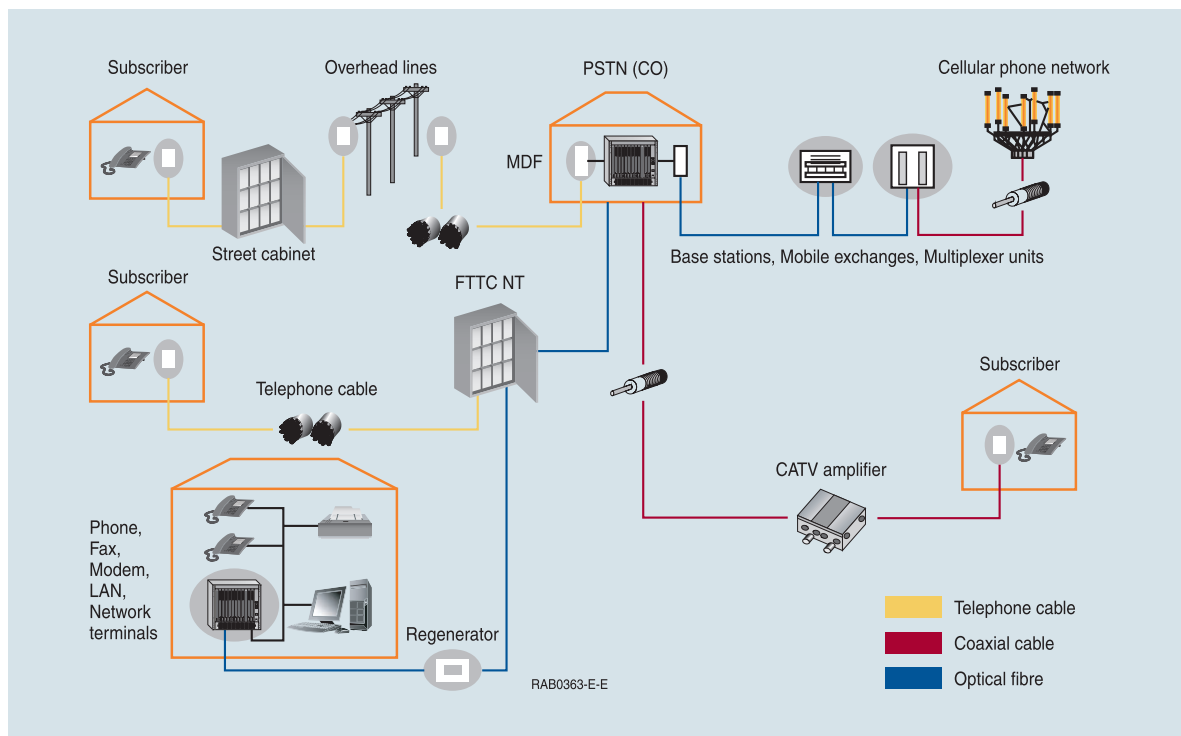 Subscriber
Overhead lines
PSTN (CO)
Cellular phone network
MDF
Street cabinet
Base stations, Mobile exchanges, Multiplexer units
Subscriber
FTTC NT
Subscriber
Telephone cable
CATV amplifier
Phone,
Fax,
Modem,
LAN,
Network
terminals
Regenerator
RAB0363-E-E
Telephone cable
Coaxial cable
Optical fibre